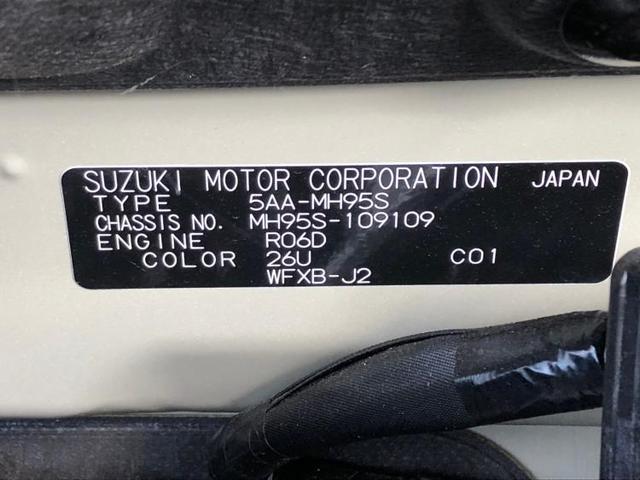 SUZUKI MOTOR CORPORATION JAPAN
TYPE 5AA-MH95S
CHASSIS NO. MH95S-109109
ENGINE R06D
COLOR 26U C01
WFXB-J2